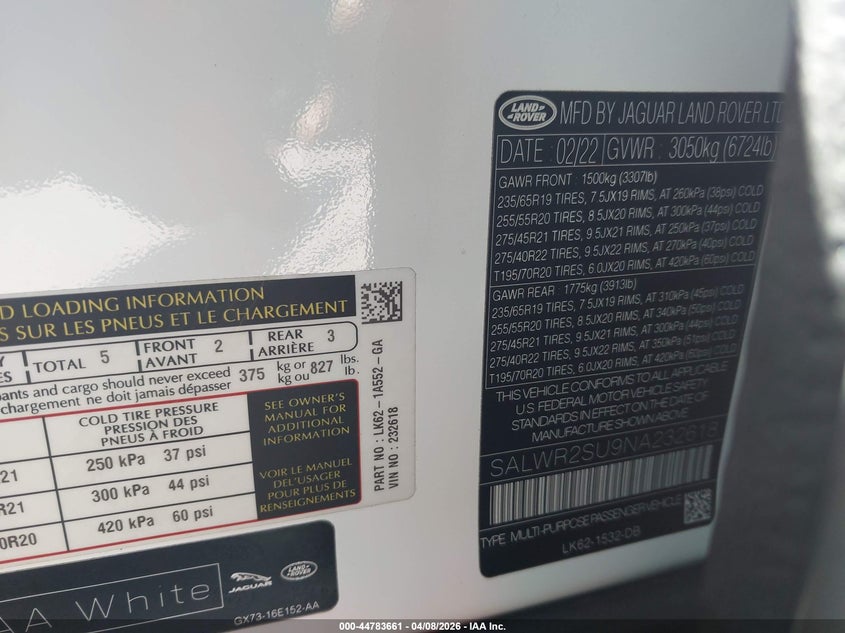 D LOADING INFORMATION
S SUR LES PNEUS ET LE CHARGEMENT
TOTAL 5
FRONT
AVANT 2
REAR
ARRIÈRE 3
pants and cargo should never exceed 375 kg or 827 lbs.
chargement ne doit jamais dépasser kg ou lb.
COLD TIRE PRESSURE
PRESSION DES
PNEUS À FROID
SEE OWNER'S
MANUAL FOR
ADDITIONAL
INFORMATION
VOIR LE MANUEL
DEL'USAGER
POUR PLUS DE
RENSEIGNEMENTS
R21 250 kPa 37 psi
R21 300 kPa 44 psi
0R20 420 kPa 60 psi
PART NO : LK62-1A552-GA
VIN NO : 232618
AA White
JAGUAR
LAND ROVER
GX73-16E152-AA
LAND ROVER
MFD BY JAGUAR LAND ROVER LTD
DATE : 02/22 GVWR : 3050kg (6724lb)
GAWR FRONT : 1500kg (3307lb)
235/65R19 TIRES, 7.5JX19 RIMS, AT 260kPa (38psi) COLD
255/55R20 TIRES, 8.5JX20 RIMS, AT 300kPa (44psi) COLD
275/45R21 TIRES, 9.5JX21 RIMS, AT 250kPa (37psi) COLD
275/40R22 TIRES, 9.5JX22 RIMS, AT 270kPa (40psi) COLD
T195/70R20 TIRES, 6.0JX20 RIMS, AT 420kPa (60psi) COLD
GAWR REAR : 1775kg (3913lb)
235/65R19 TIRES, 7.5JX19 RIMS, AT 310kPa (45psi) COLD
255/55R20 TIRES, 8.5JX20 RIMS, AT 340kPa (50psi) COLD
275/45R21 TIRES, 9.5JX21 RIMS, AT 300kPa (44psi) COLD
275/40R22 TIRES, 9.5JX22 RIMS, AT 350kPa (51psi) COLD
T195/70R20 TIRES, 6.0JX20 RIMS, AT 420kPa (60psi) COLD
THIS VEHICLE CONFORMS TO ALL APPLICABLE
U.S. FEDERAL MOTOR VEHICLE SAFETY
STANDARDS IN EFFECT ON THE DATE OF
MANUFACTURE SHOWN ABOVE
SALWR2SU9NA232618
TYPE MULTI-PURPOSE PASSENGER VEHICLE
LK62-1532-DB
000-44783661 - 04/08/2026 - IAA Inc.